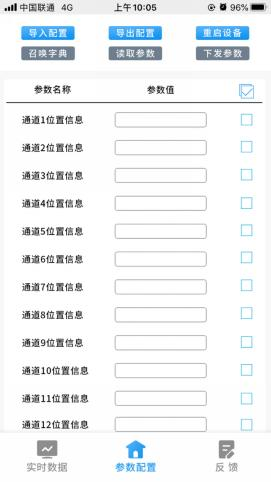 中国联通 4G 上午10:05 96%
导入配置 导出配置 重启设备
召唤字典 读取参数 下发参数
参数名称 参数值
通道1位置信息
通道2位置信息
通道3位置信息
通道4位置信息
通道5位置信息
通道6位置信息
通道7位置信息
通道8位置信息
通道9位置信息
通道10位置信息
通道11位置信息
通道12位置信息
实时数据 参数配置 反馈